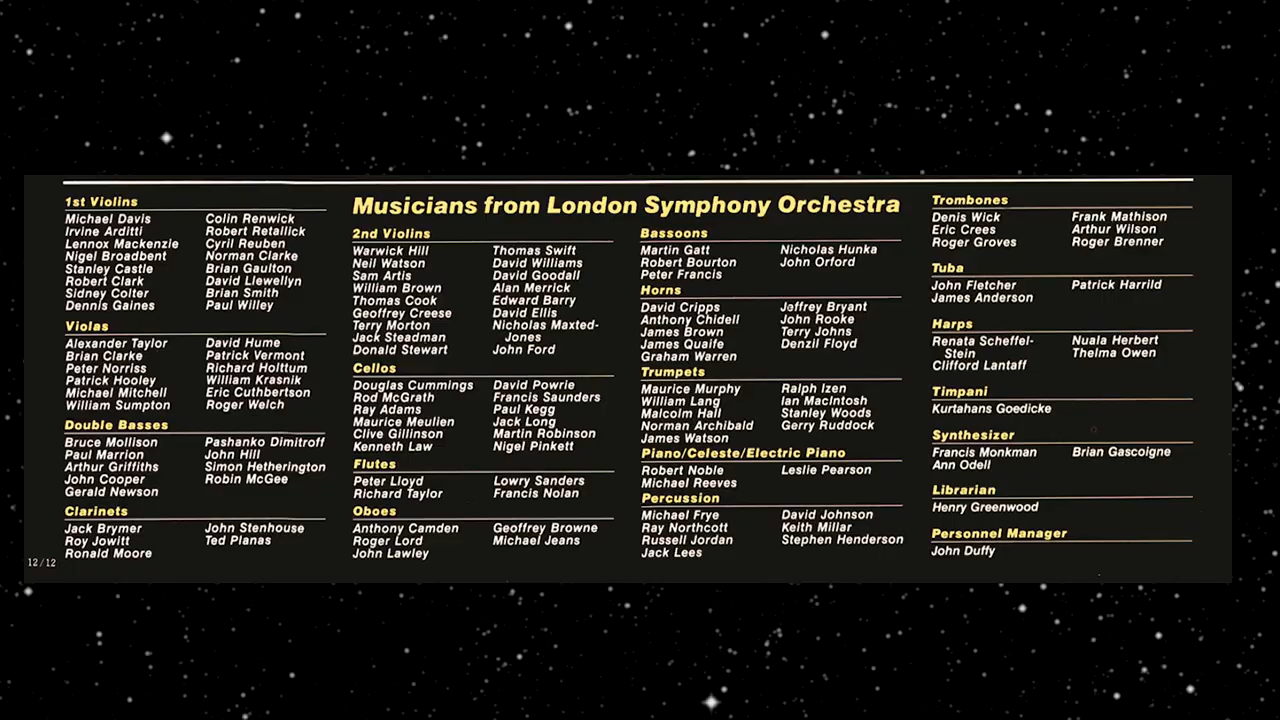 Musicians from London Symphony Orchestra
1st Violins
Michael Davis
Irvine Arditti
Lennox Mackenzie
Nigel Broadbent
Stanley Castle
Robert Clark
Sidney Colter
Dennis Gaines
Colin Renwick
Robert Retallick
Cyril Reuben
Norman Clarke
Brian Gaulton
David Llewellyn
Brian Smith
Paul Willey
Violas
Alexander Taylor
Brian Clarke
Peter Norriss
Patrick Hooley
Michael Mitchell
William Sumpton
David Hume
Patrick Vermont
Richard Holttum
William Krasnik
Eric Cuthbertson
Roger Welch
Double Basses
Bruce Mollison
Paul Marrion
Arthur Griffiths
John Cooper
Gerald Newson
Pashanko Dimitroff
John Hill
Simon Hetherington
Robin McGee
Clarinets
Jack Brymer
Roy Jowitt
Ronald Moore
John Stenhouse
Ted Planas
2nd Violins
Warwick Hill
Neil Watson
Sam Artis
William Brown
Thomas Cook
Geoffrey Creese
Terry Morton
Jack Steadman
Donald Stewart
Thomas Swift
David Williams
David Goodall
Alan Merrick
Edward Barry
David Ellis
Nicholas Maxted-
Jones
John Ford
Cellos
Douglas Cummings
Rod McGrath
Ray Adams
Maurice Meulien
Clive Gillinson
Kenneth Law
David Powrie
Francis Saunders
Paul Kegg
Jack Long
Martin Robinson
Nigel Pinkett
Flutes
Peter Lloyd
Richard Taylor
Lowry Sanders
Francis Nolan
Oboes
Anthony Camden
Roger Lord
John Lawley
Geoffrey Browne
Michael Jeans
Bassoons
Martin Gatt
Robert Bourton
Peter Francis
Nicholas Hunka
John Orford
Horns
David Cripps
Anthony Chidell
James Brown
James Quaife
Graham Warren
Jeffrey Bryant
John Rooke
Terry Johns
Denzil Floyd
Trumpets
Maurice Murphy
William Lang
Malcolm Hall
Norman Archibald
James Watson
Ralph Izen
Ian MacIntosh
Stanley Woods
Gerry Ruddock
Piano/Celeste/Electric Piano
Robert Noble
Michael Reeves
Leslie Pearson
Percussion
Michael Frye
Ray Northcott
Russell Jordan
Jack Lees
David Johnson
Keith Millar
Stephen Henderson
Trombones
Denis Wick
Eric Crees
Roger Groves
Frank Mathison
Arthur Wilson
Roger Brenner
Tuba
John Fletcher
James Anderson
Patrick Harrild
Harps
Renata Scheffel-
Stein
Clifford Lantaff
Nuala Herbert
Thelma Owen
Timpani
Kurtahans Goedicke
Synthesizer
Francis Monkman
Ann Odell
Brian Gascoigne
Librarian
Henry Greenwood
Personnel Manager
John Duffy
12/12